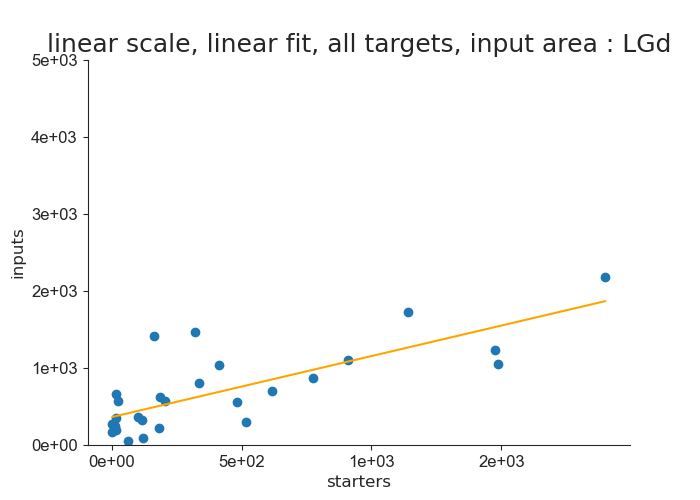 linear scale, linear fit, all targets, input area : LGd
5e+03
4e+03
3e+03
2e+03
1e+03
0e+00
inputs
0e+00 5e+02 1e+03 2e+03
starters